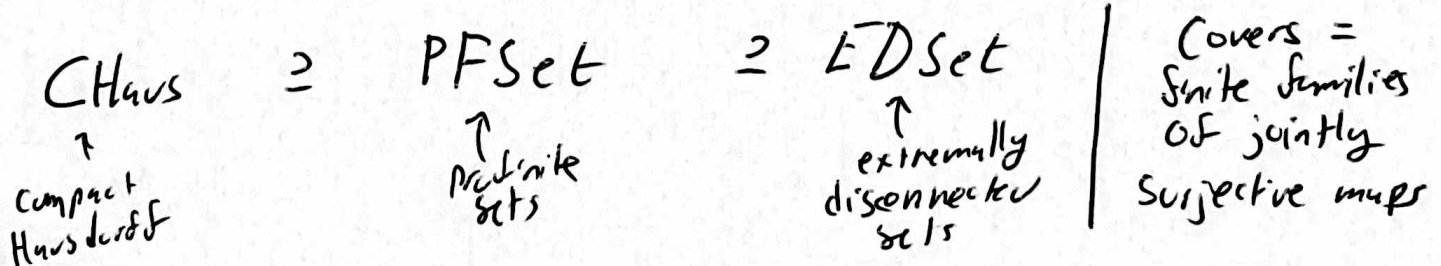 CHaus ⊇ PFSet ⊇ EDSet
↑ compact Hausdorff
↑ profinite sets
↑ extremally disconnected sets
Covers =
finite families
of jointly
surjective maps